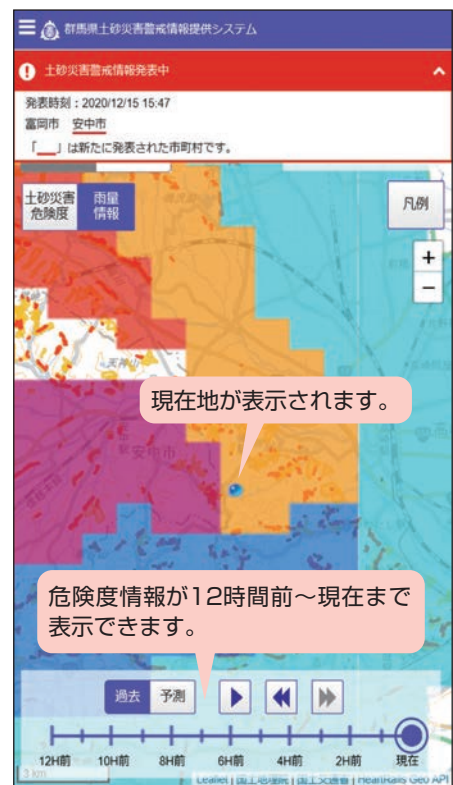 群馬県土砂災害警戒情報提供システム
土砂災害警戒情報発表中
発表時刻：2020/12/15 15:47
富岡市　安中市
「__」は新たに発表された市町村です。
土砂災害
危険度
雨量
情報
凡例
+
−
天神山
現在地が表示されます。
安中市
危険度情報が12時間前～現在まで
表示できます。
過去
予測
12H前 10H前 8H前 6H前 4H前 2H前 現在
3 km
Leaflet | 国土地理院 | 国土交通省 | HeartRails Geo API